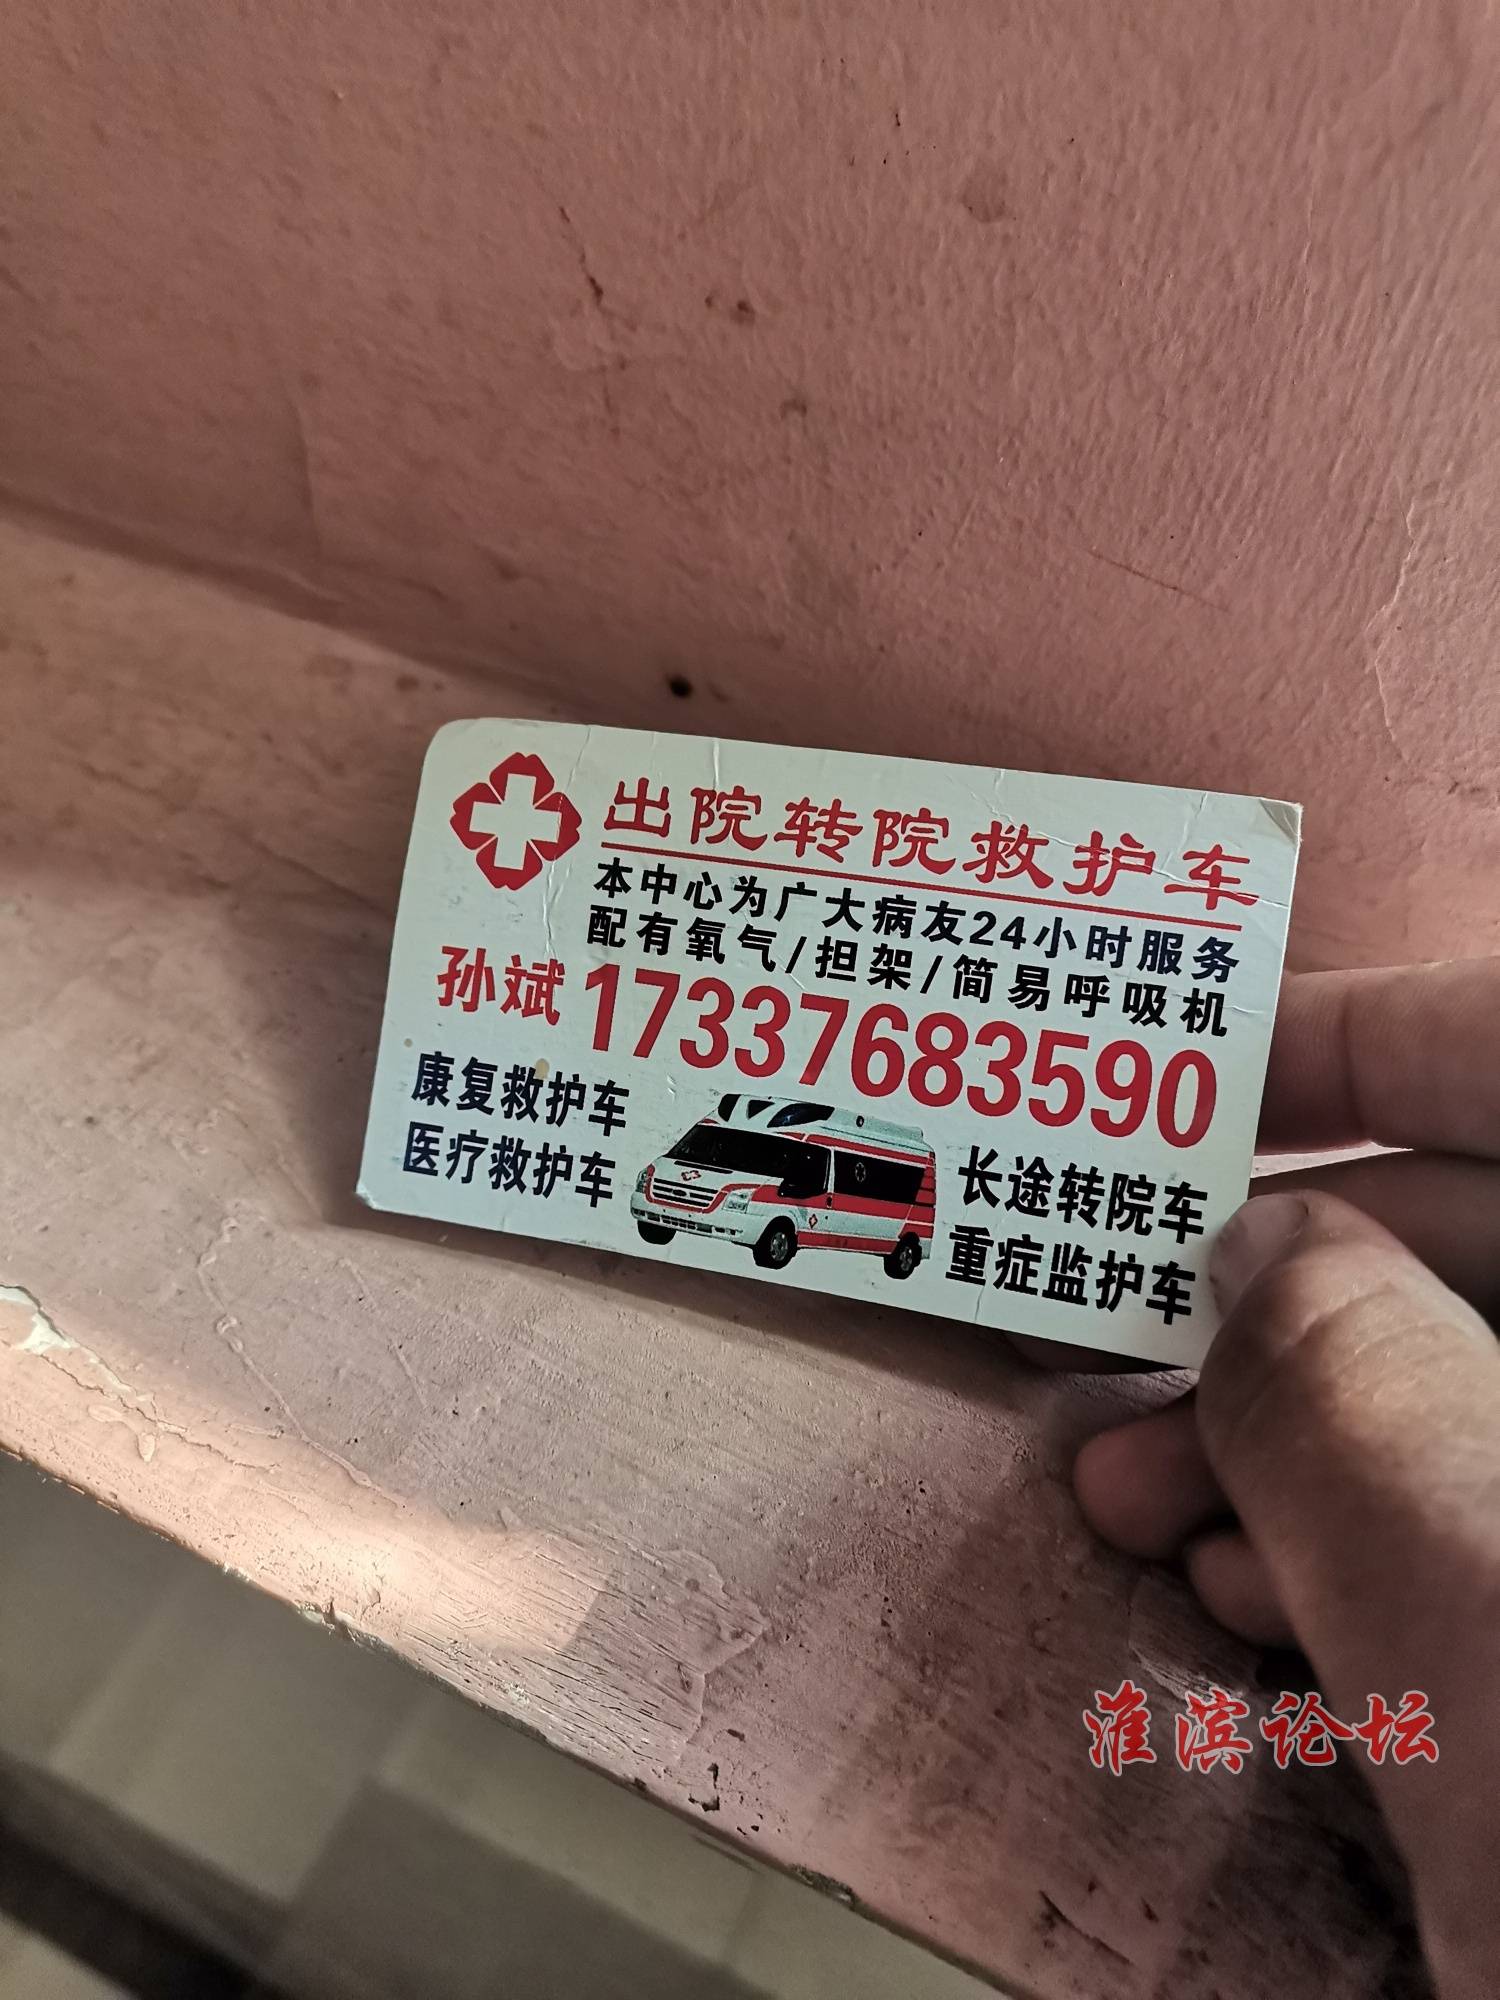 出院转院救护车
本中心为广大病友24小时服务
配有氧气/担架/简易呼吸机
孙斌 17337683590
康复救护车
医疗救护车
长途转院车
重症监护车
淮滨论坛